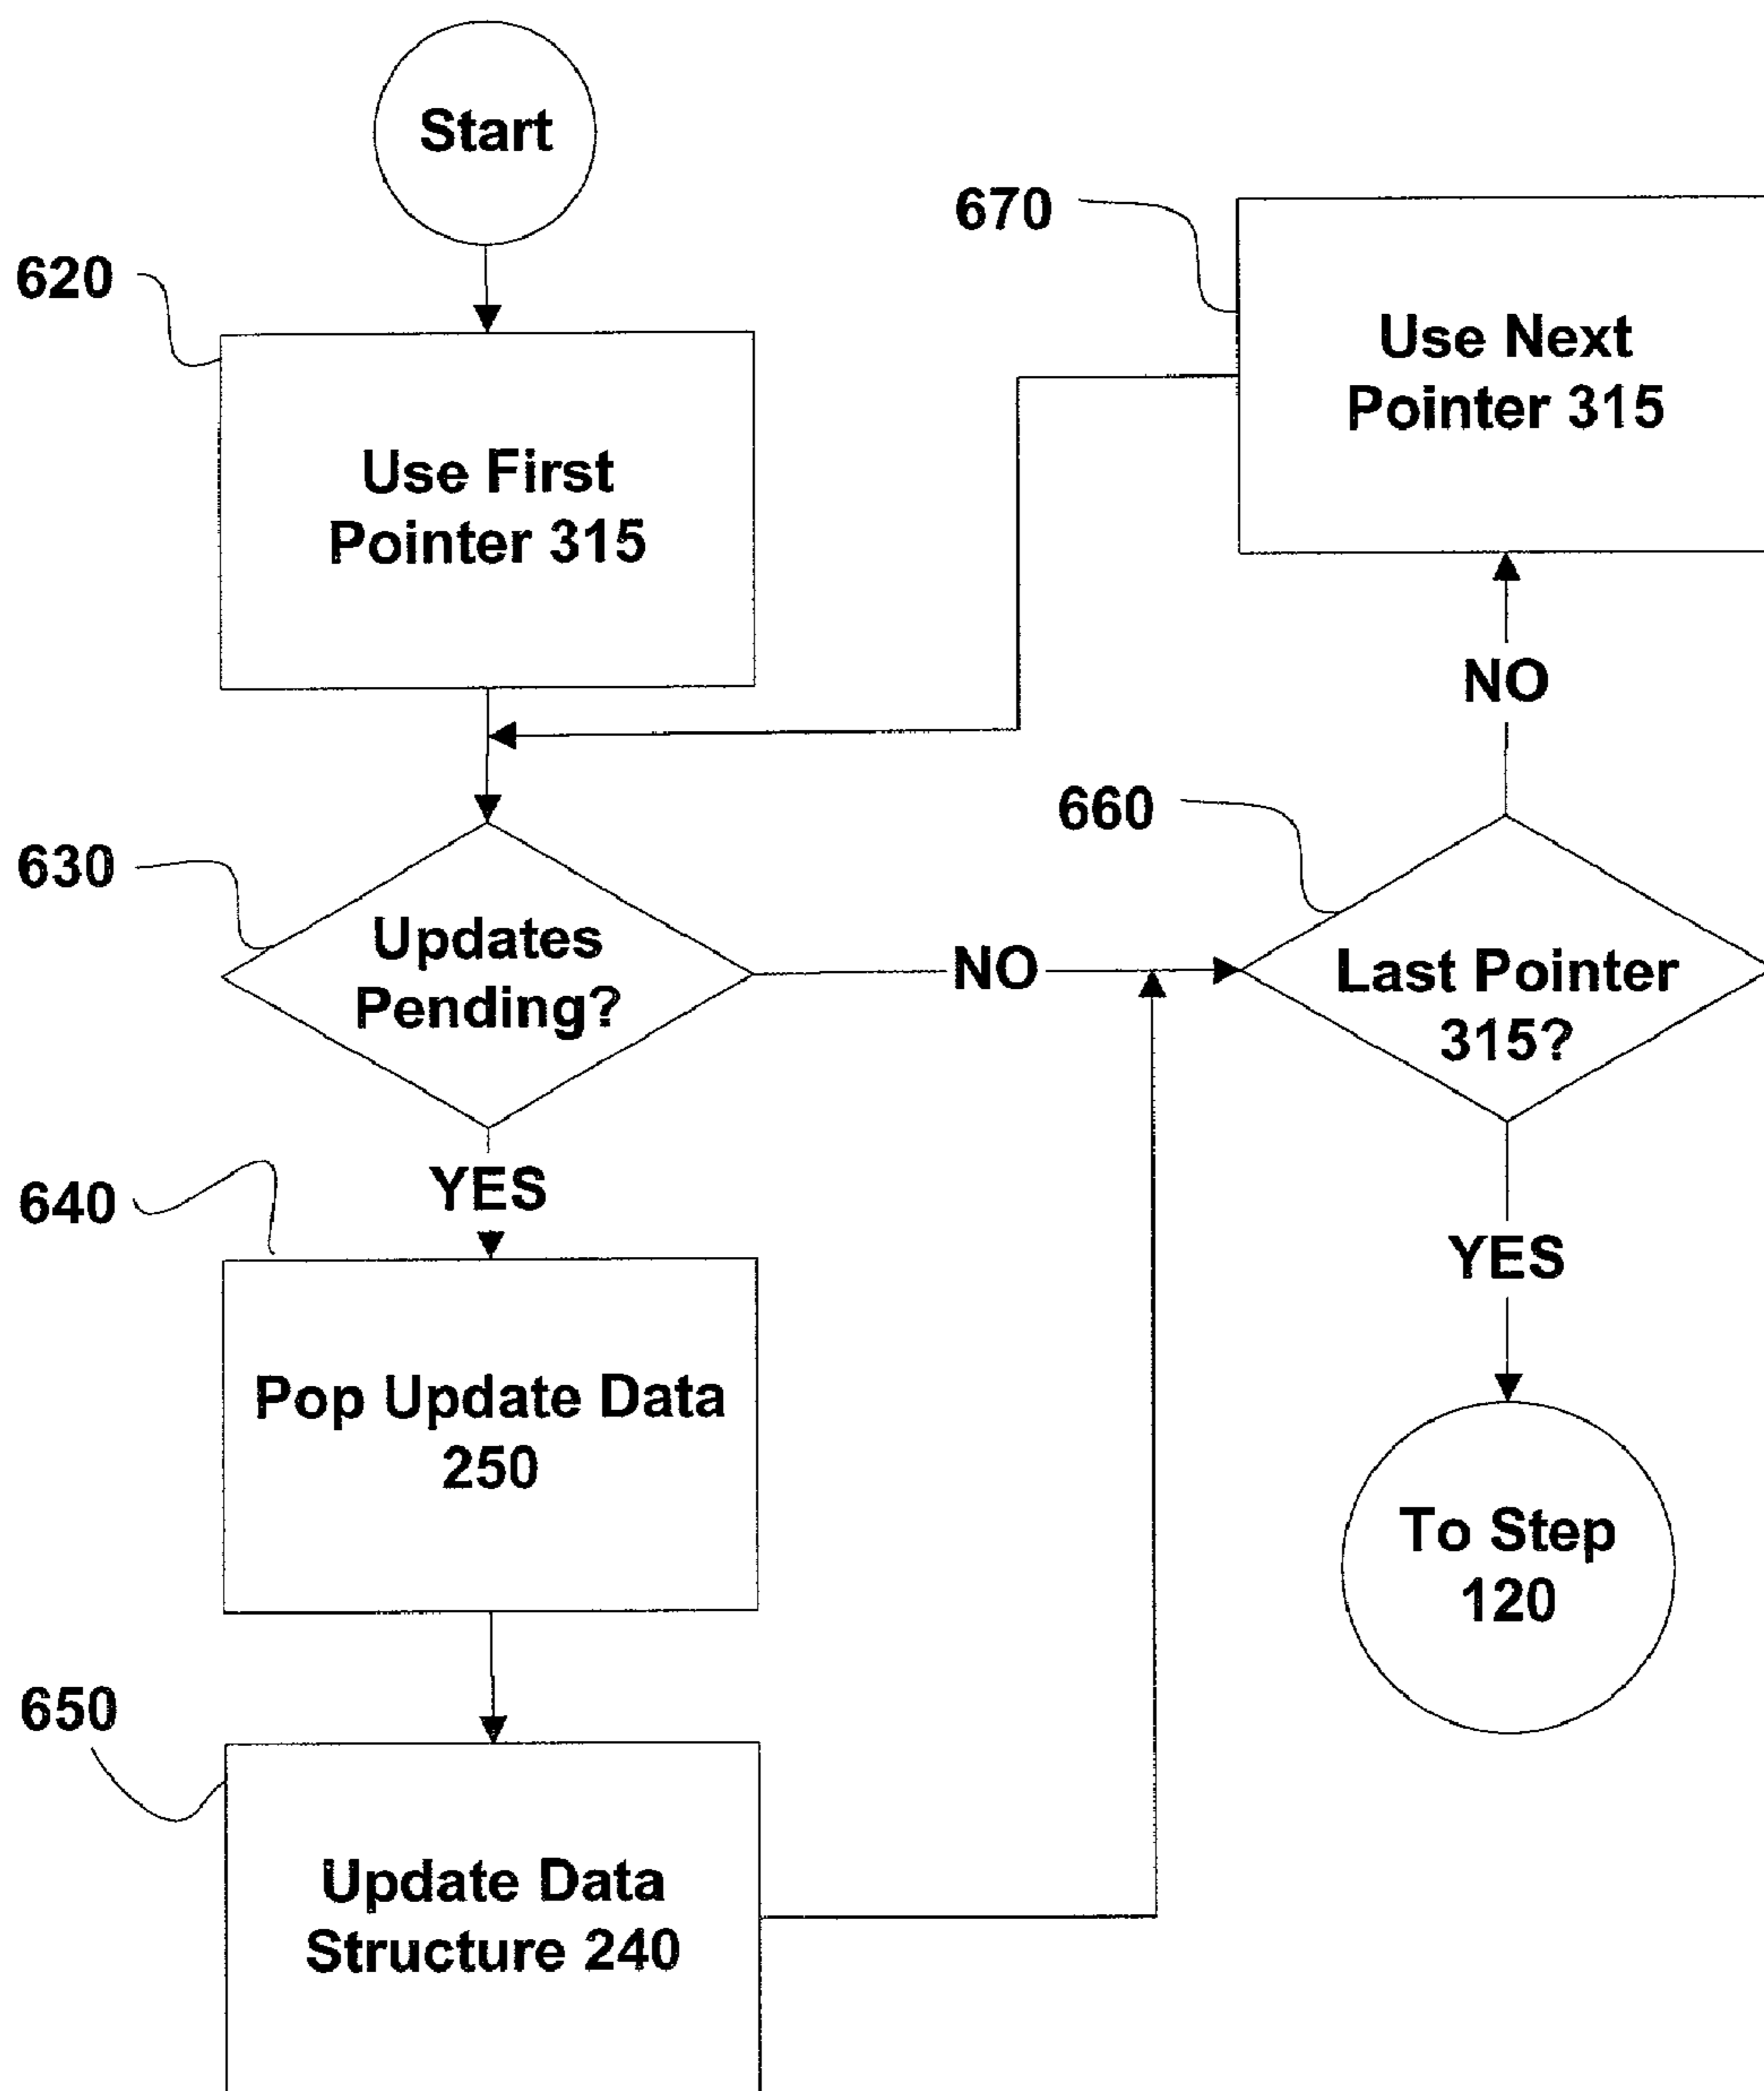 Start
620
Use First
Pointer 315
670
Use Next
Pointer 315
NO
630
Updates
Pending?
NO
660
Last Pointer
315?
YES
640
Pop Update Data
250
YES
To Step
120
650
Update Data
Structure 240